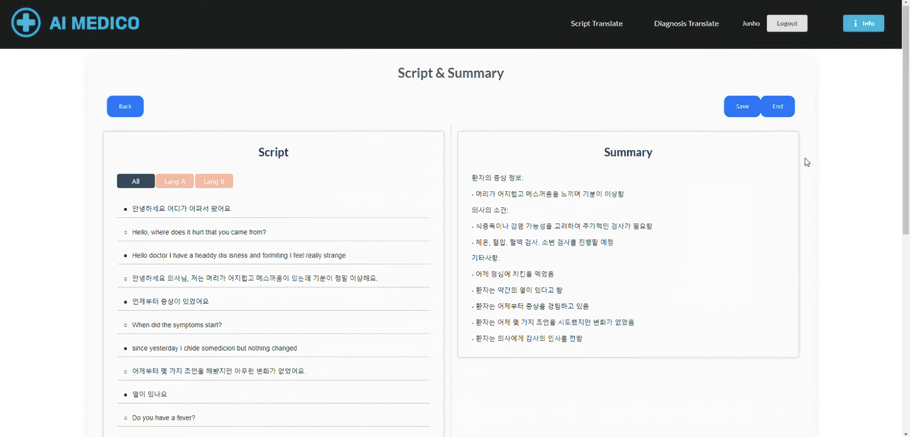 AI MEDICO
Script Translate
Diagnosis Translate
Junho
Logout
Info
Script & Summary
Back
Save
End
Script
All
Lang A
Lang B
안녕하세요 어디가 아파서 왔어요
Hello, where does it hurt that you came from?
Hello doctor I have a headdy dis isness and formiting I feel really strange
안녕하세요 의사님, 저는 머리가 어지럽고 메스꺼움이 있는데 기분이 정말 이상해요.
언제부터 증상이 있었어요
When did the symptoms start?
since yesterday I chide somedicion but nothing changed
어제부터 몇 가지 조언을 해봤지만 아무런 변화가 없었어요.
열이 있나요
Do you have a fever?
Summary
환자의 증상 정보:
- 머리가 어지럽고 메스꺼움을 느끼며 기분이 이상함
의사의 소견:
- 식중독이나 감염 가능성을 고려하여 추가적인 검사가 필요함
- 체온, 혈압, 혈액 검사, 소변 검사를 진행할 예정
기타사항:
- 어제 점심에 치킨을 먹었음
- 환자는 약간의 열이 있다고 함
- 환자는 어제부터 증상을 경험하고 있음
- 환자는 어제 몇 가지 조언을 시도했지만 변화가 없었음
- 환자는 의사에게 감사의 인사를 전함